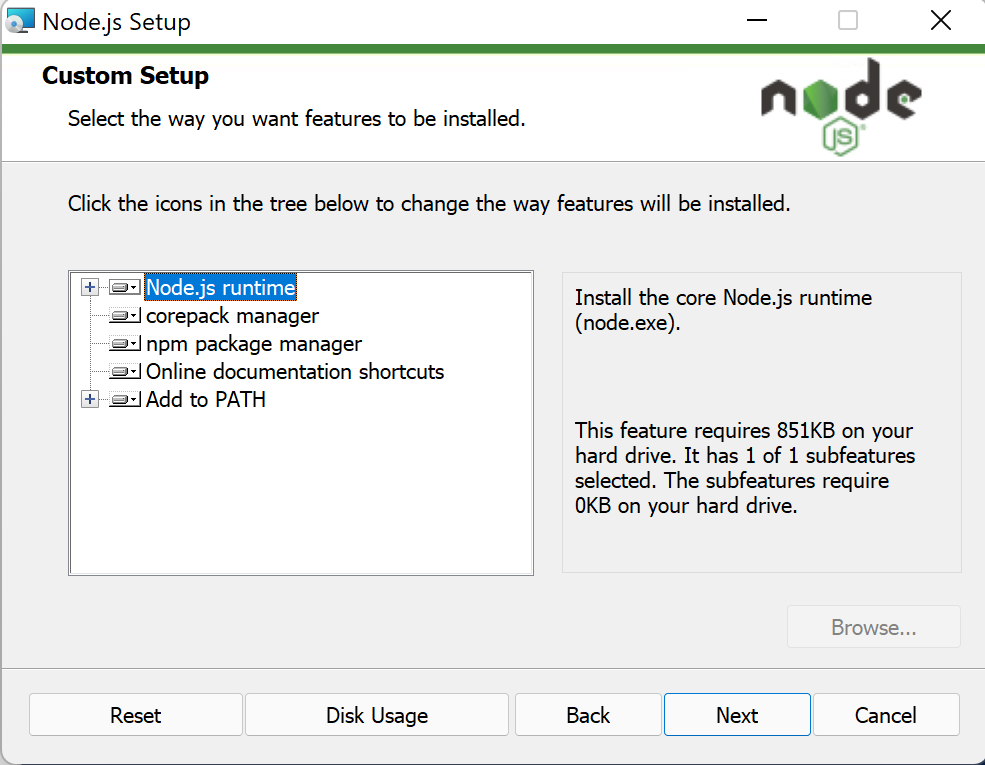 Node.js Setup
Custom Setup
Select the way you want features to be installed.
node
JS
Click the icons in the tree below to change the way features will be installed.
Node.js runtime
corepack manager
npm package manager
Online documentation shortcuts
Add to PATH
Install the core Node.js runtime
(node.exe).
This feature requires 851KB on your
hard drive. It has 1 of 1 subfeatures
selected. The subfeatures require
0KB on your hard drive.
Browse...
Reset
Disk Usage
Back
Next
Cancel